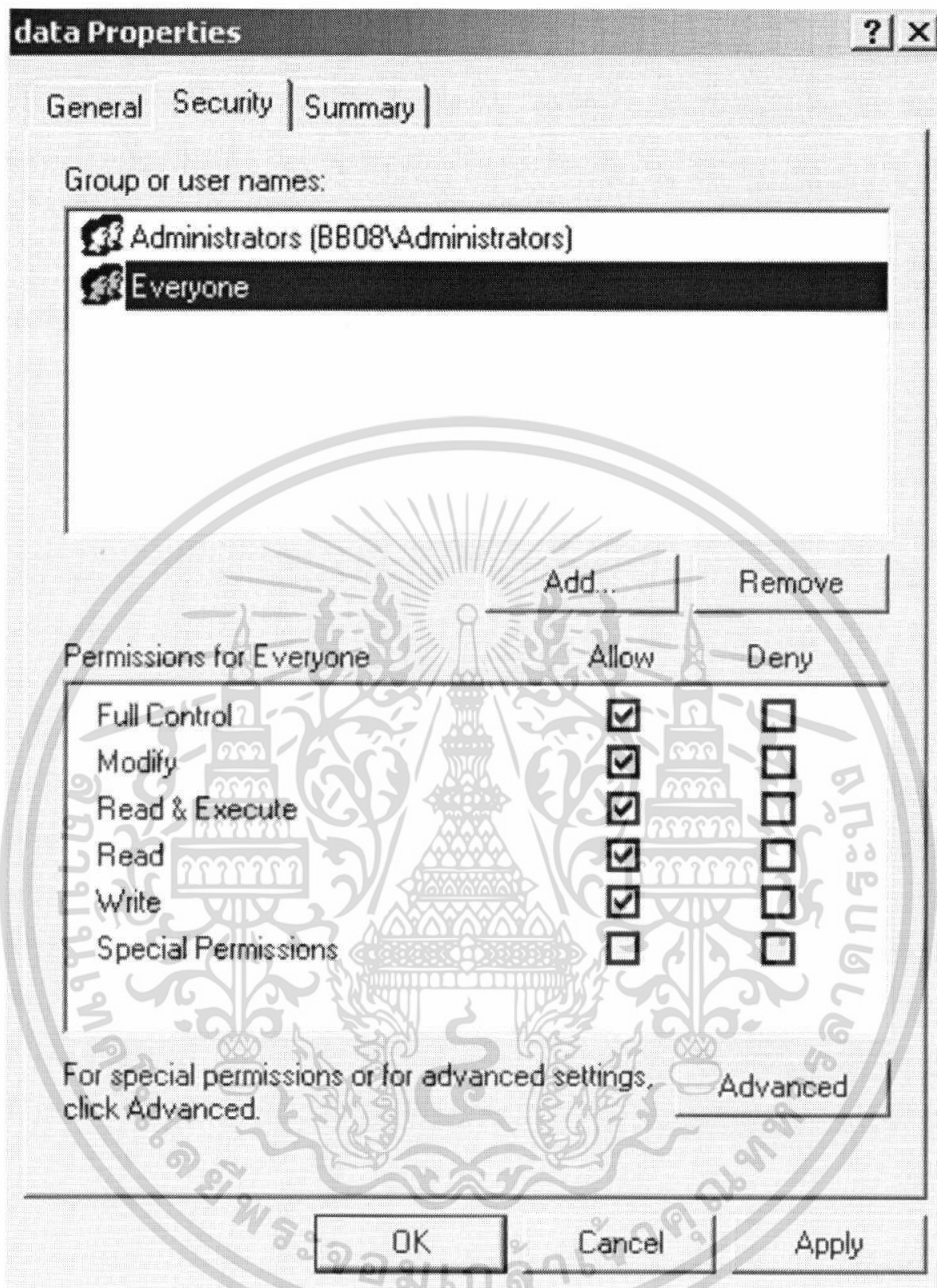 data Properties
General Security Summary
Group or user names:
Administrators (BB08\Administrators)
Everyone
Add... Remove
Permissions for Everyone Allow Deny
Full Control
Modify
Read & Execute
Read
Write
Special Permissions
For special permissions or for advanced settings, Advanced
click Advanced.
OK Cancel Apply